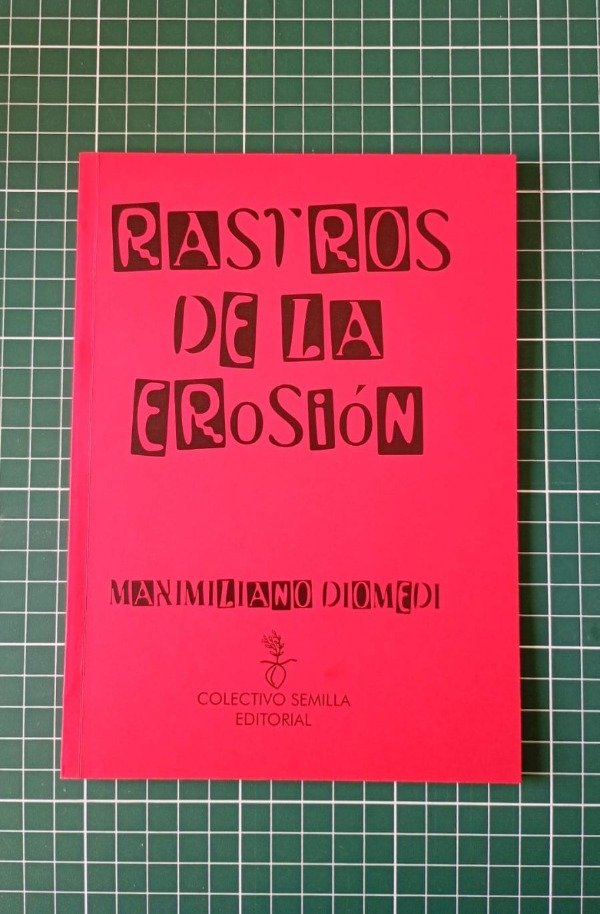 RASTROS
DE LA
EROSIÓN
MAXIMILIANO DIOMEDI
COLECTIVO SEMILLA
EDITORIAL